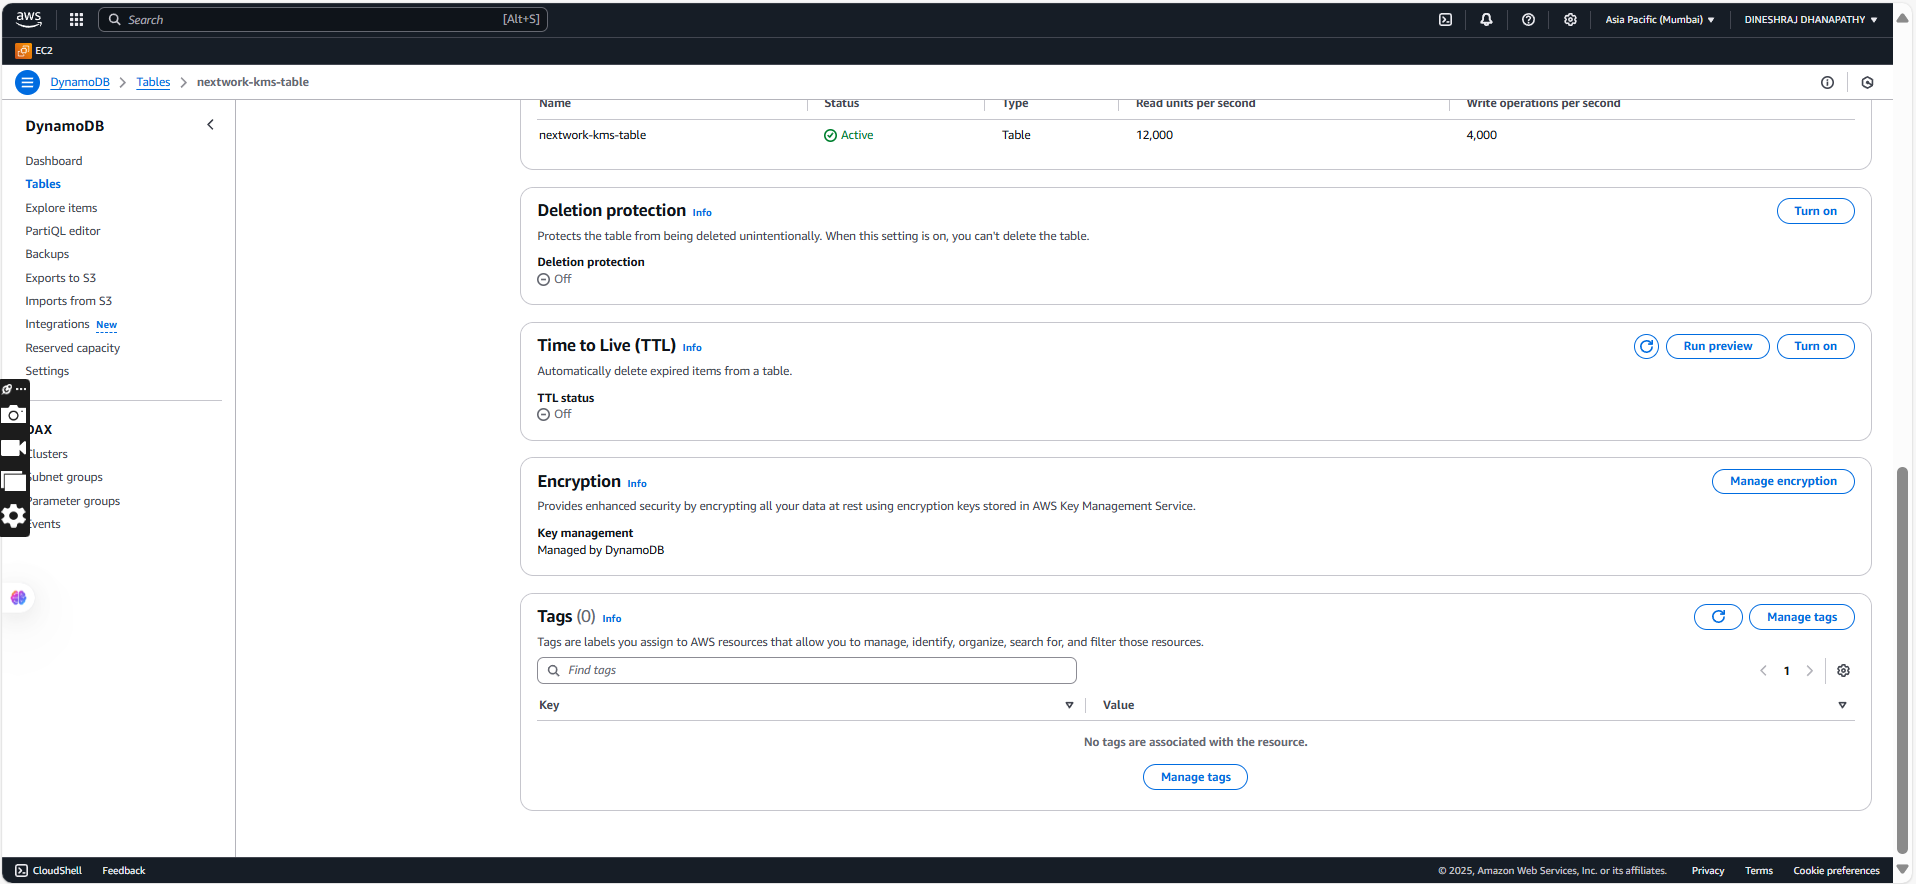 aws
Search
[Alt+S]
Asia Pacific (Mumbai)
DINESHRAJ DHANAPATHY
EC2
DynamoDB
Tables
nextwork-kms-table
DynamoDB
Dashboard
Tables
Explore items
PartiQL editor
Backups
Exports to S3
Imports from S3
Integrations New
Reserved capacity
Settings
DAX
Clusters
Subnet groups
Parameter groups
Events
Name Status Type Read units per second Write operations per second
nextwork-kms-table Active Table 12,000 4,000
Deletion protection Info
Turn on
Protects the table from being deleted unintentionally. When this setting is on, you can't delete the table.
Deletion protection
Off
Time to Live (TTL) Info
Run preview
Turn on
Automatically delete expired items from a table.
TTL status
Off
Encryption Info
Manage encryption
Provides enhanced security by encrypting all your data at rest using encryption keys stored in AWS Key Management Service.
Key management
Managed by DynamoDB
Tags (0) Info
Manage tags
Tags are labels you assign to AWS resources that allow you to manage, identify, organize, search for, and filter those resources.
Find tags
1
Key Value
No tags are associated with the resource.
Manage tags
CloudShell Feedback
© 2025, Amazon Web Services, Inc. or its affiliates. Privacy Terms Cookie preferences